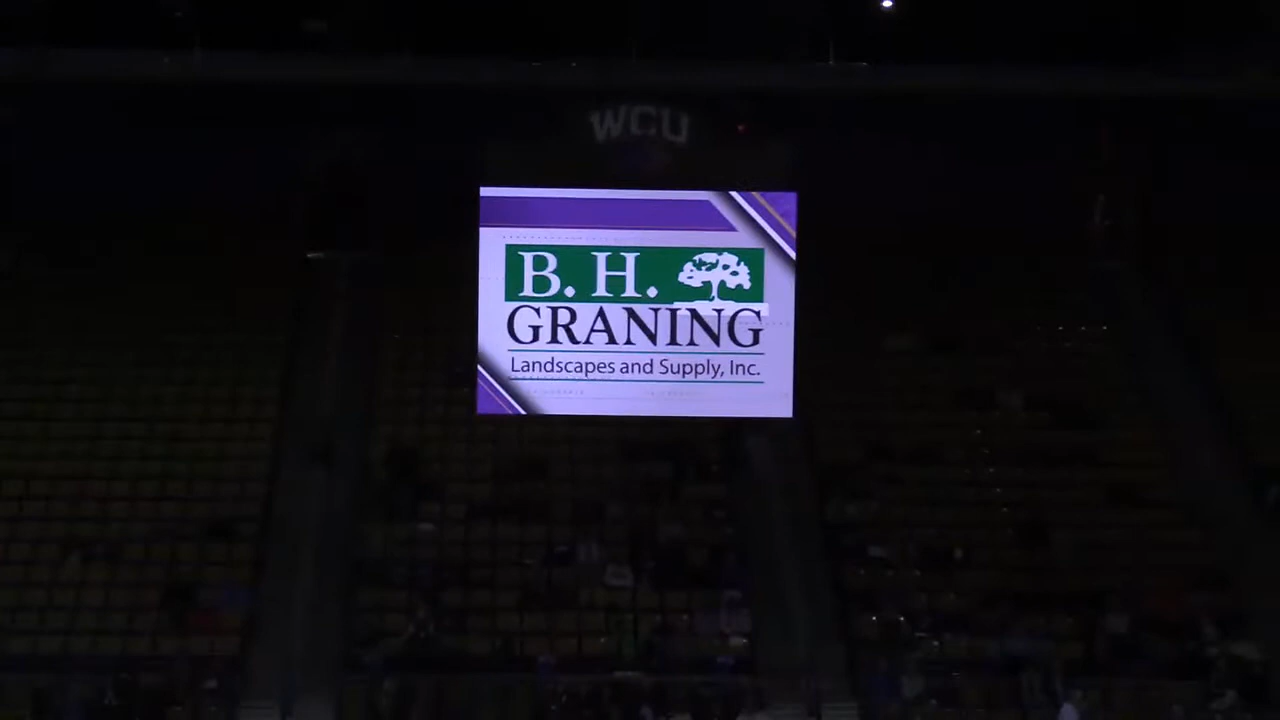 WCU
B. H.
GRANING
Landscapes and Supply, Inc.